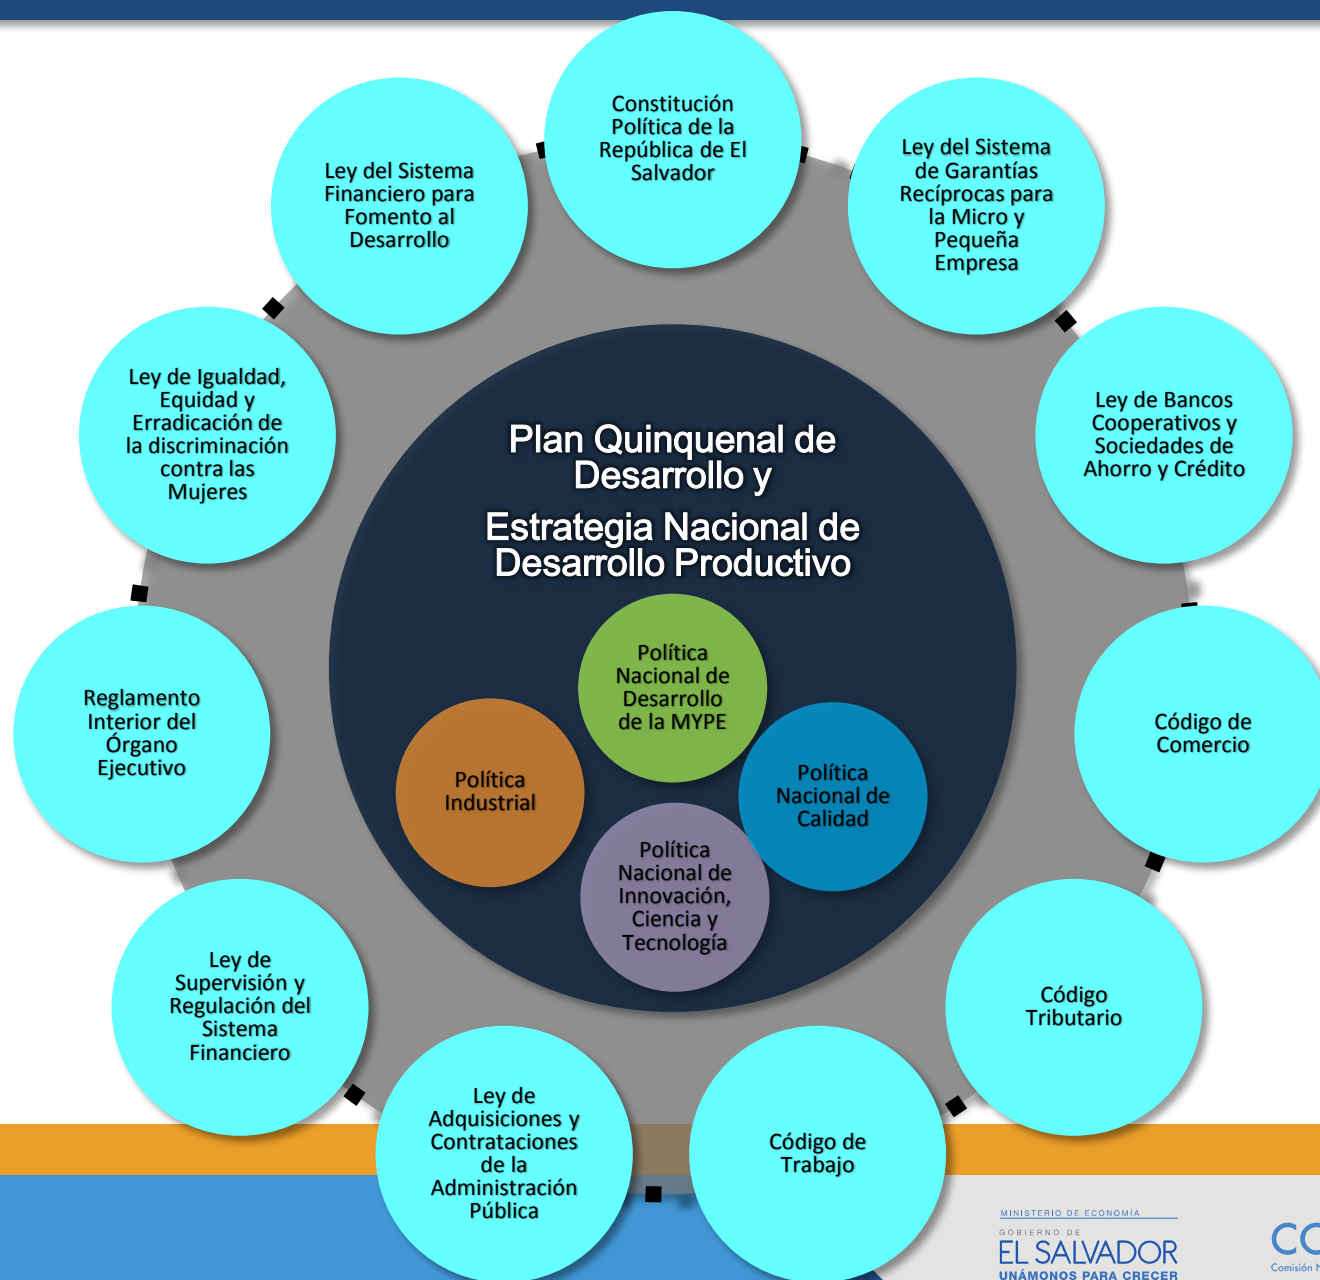 Constitución
Política de la
República de El
Salvador
Ley del Sistema
de Garantías
Recíprocas para
la Micro y
Pequeña
Empresa
Ley de Bancos
Cooperativos y
Sociedades de
Ahorro y Crédito
Código de
Comercio
Código
Tributario
Código de
Trabajo
Ley de
Adquisiciones y
Contrataciones
de la
Administración
Pública
Ley de
Supervisión y
Regulación del
Sistema
Financiero
Reglamento
Interior del
Órgano
Ejecutivo
Ley de Igualdad,
Equidad y
Erradicación de
la discriminación
contra las
Mujeres
Ley del Sistema
Financiero para
Fomento al
Desarrollo
Plan Quinquenal de
Desarrollo y
Estrategia Nacional de
Desarrollo Productivo
Política
Nacional de
Desarrollo
de la MYPE
Política
Industrial
Política
Nacional de
Calidad
Política
Nacional de
Innovación,
Ciencia y
Tecnología
MINISTERIO DE ECONOMÍA
GOBIERNO DE
EL SALVADOR
UNÁMONOS PARA CRECER
Comisión